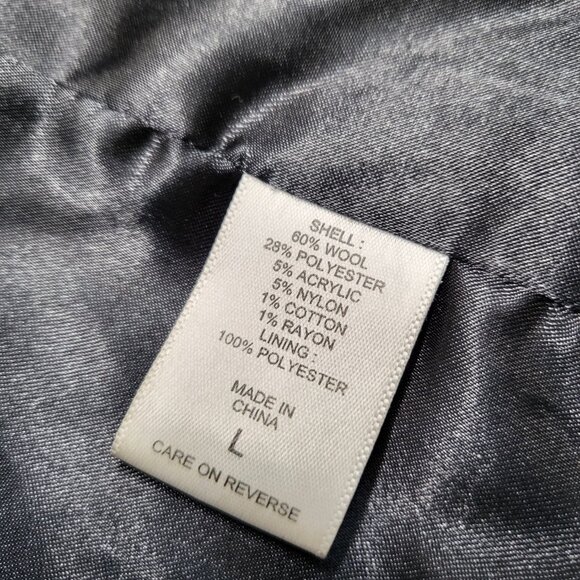 SHELL :
60% WOOL
28% POLYESTER
5% ACRYLIC
5% NYLON
1% COTTON
1% RAYON
LINING :
100% POLYESTER
MADE IN
CHINA
L
CARE ON REVERSE